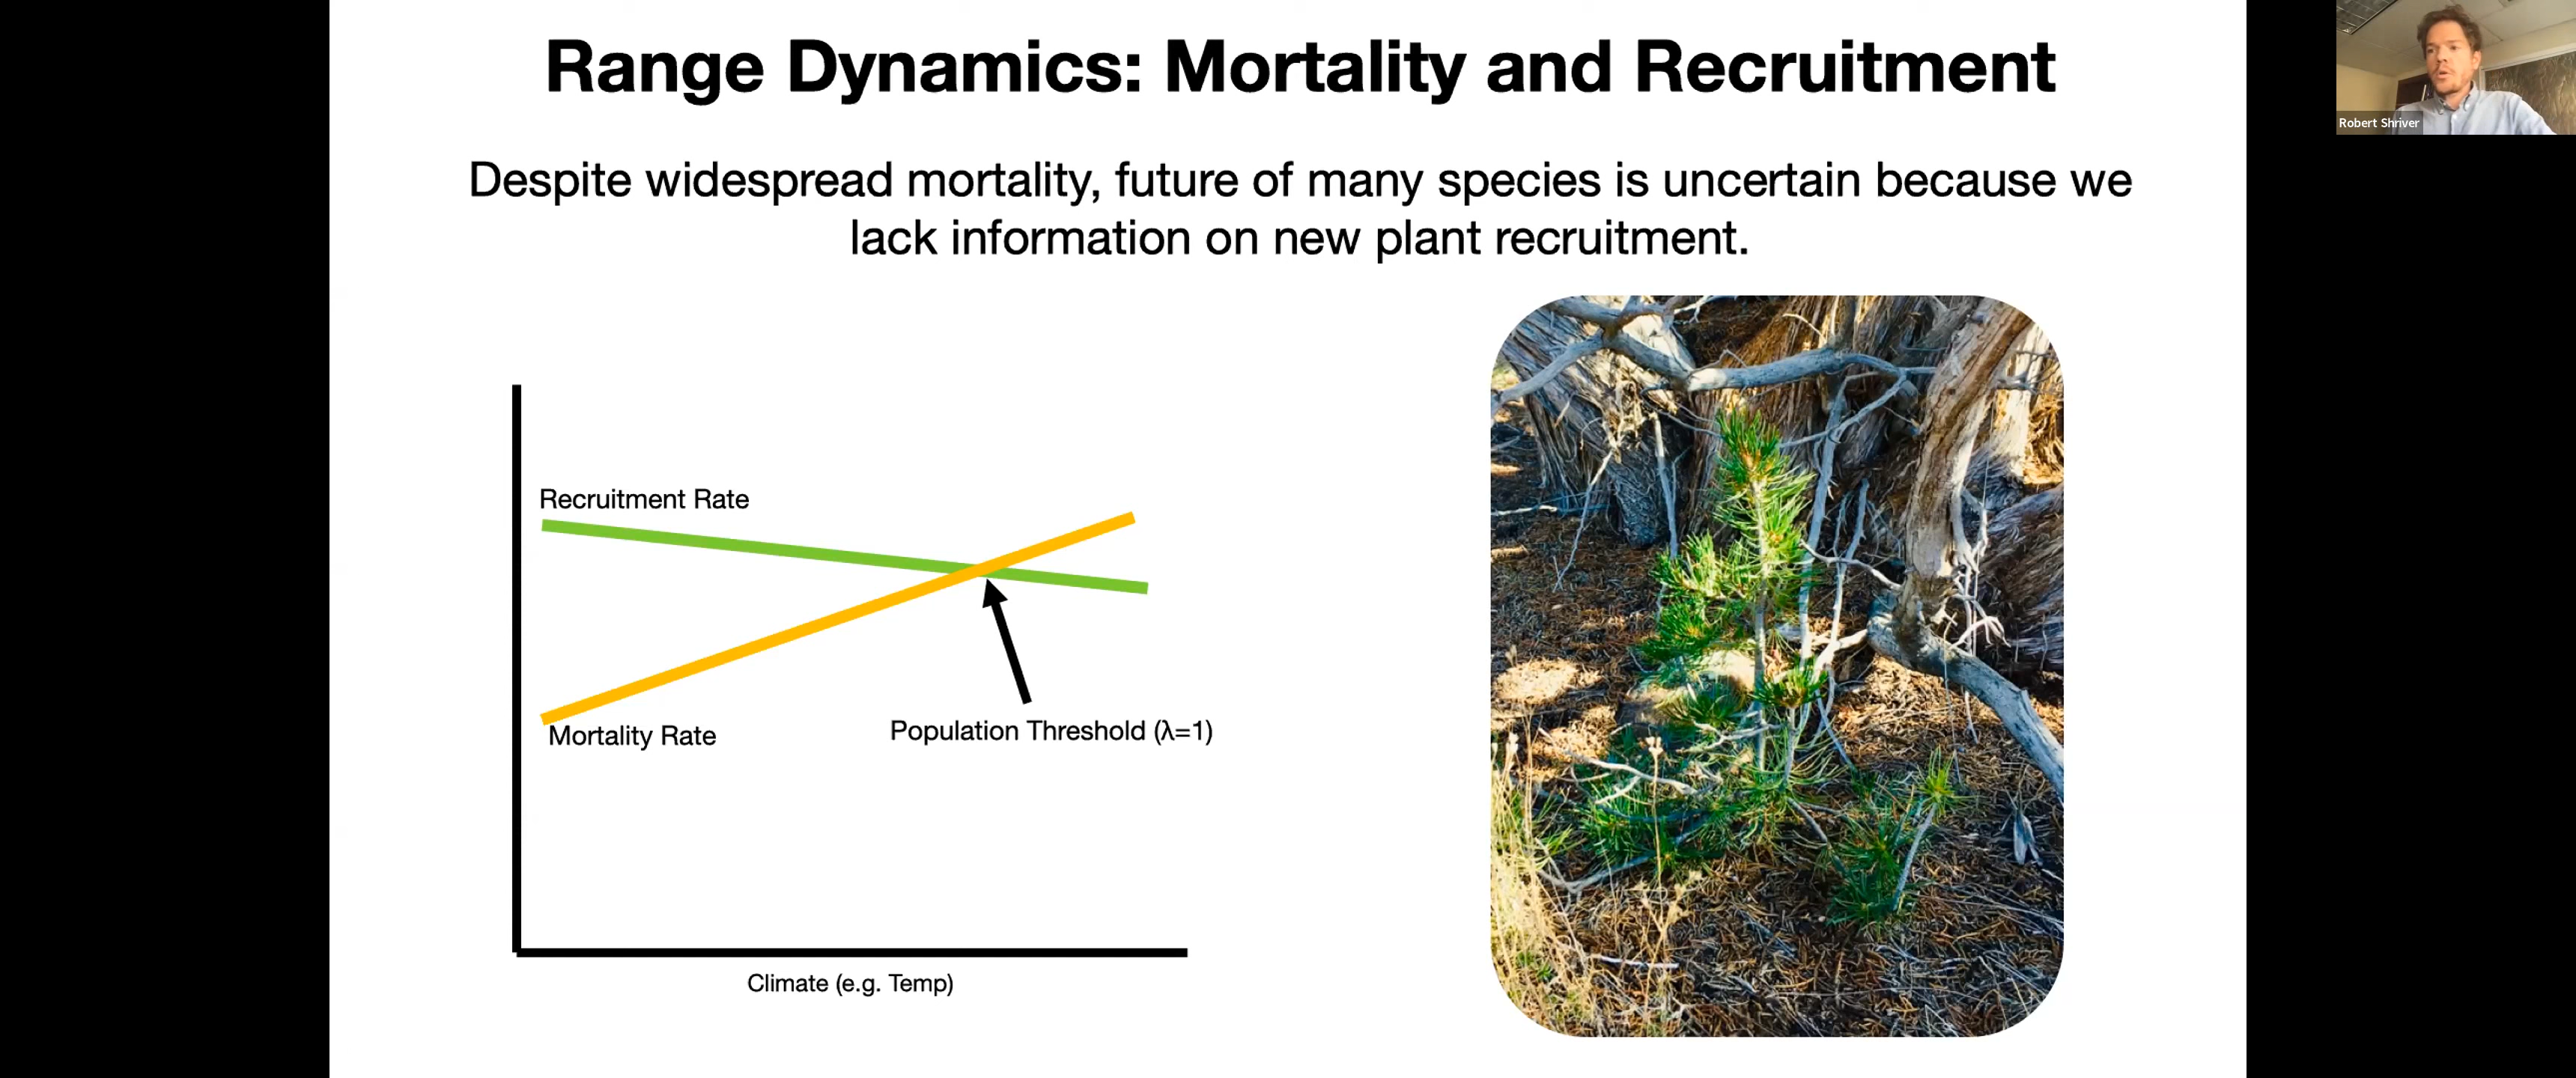 Range Dynamics: Mortality and Recruitment
Robert Shriver
Despite widespread mortality, future of many species is uncertain because we
lack information on new plant recruitment.
Recruitment Rate
Mortality Rate
Population Threshold (λ=1)
Climate (e.g. Temp)